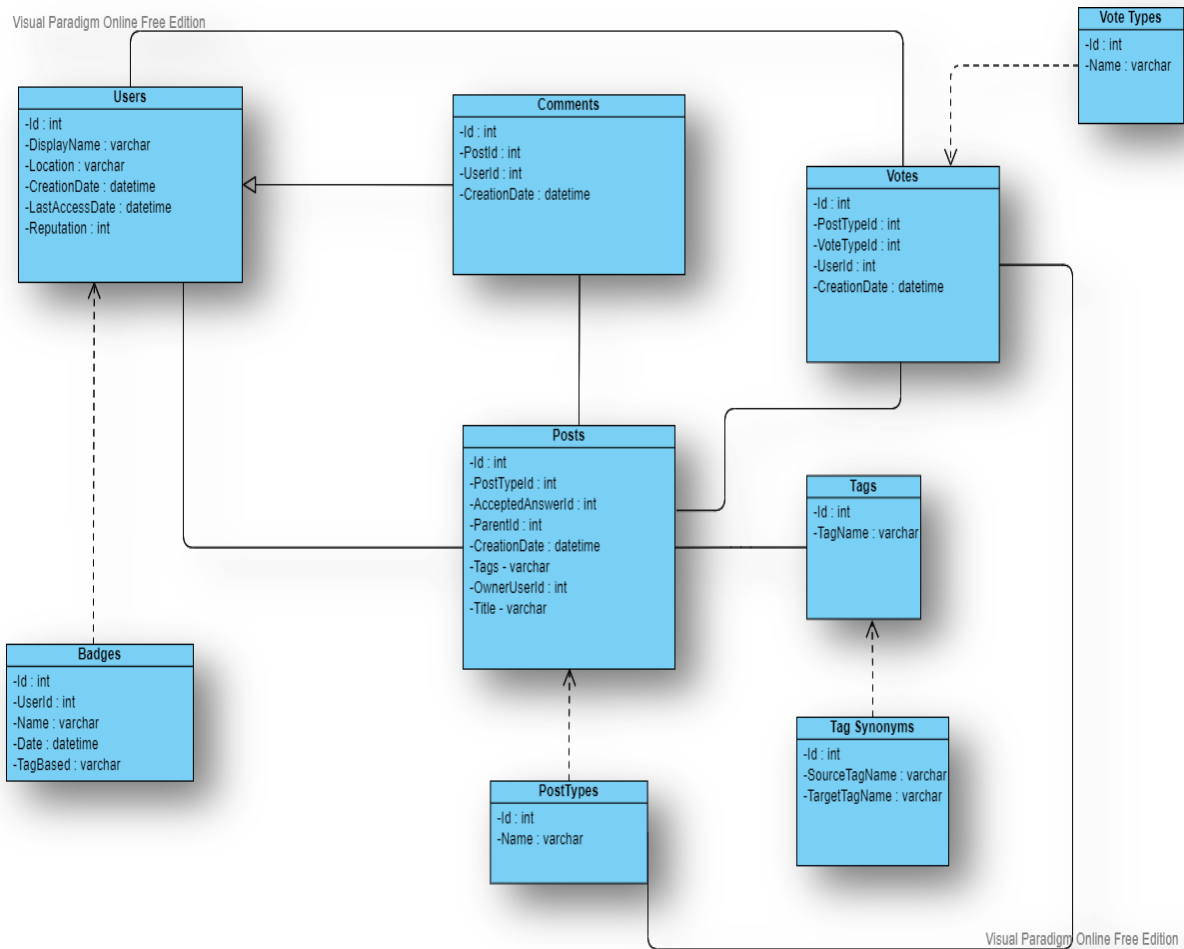 Visual Paradigm Online Free Edition
Vote Types
-Id : int
-Name : varchar
Users
-Id : int
-DisplayName : varchar
-Location : varchar
-CreationDate : datetime
-LastAccessDate : datetime
-Reputation : int
Comments
-Id : int
-PostId : int
-UserId : int
-CreationDate : datetime
Votes
-Id : int
-PostTypeId : int
-VoteTypeId : int
-UserId : int
-CreationDate : datetime
Posts
-Id : int
-PostTypeId : int
-AcceptedAnswerId : int
-ParentId : int
-CreationDate : datetime
-Tags - varchar
-OwnerUserId : int
-Title - varchar
Tags
-Id : int
-TagName : varchar
Badges
-Id : int
-UserId : int
-Name : varchar
-Date : datetime
-TagBased : varchar
PostTypes
-Id : int
-Name : varchar
Tag Synonyms
-Id : int
-SourceTagName : varchar
-TargetTagName : varchar
Visual Paradigm Online Free Edition